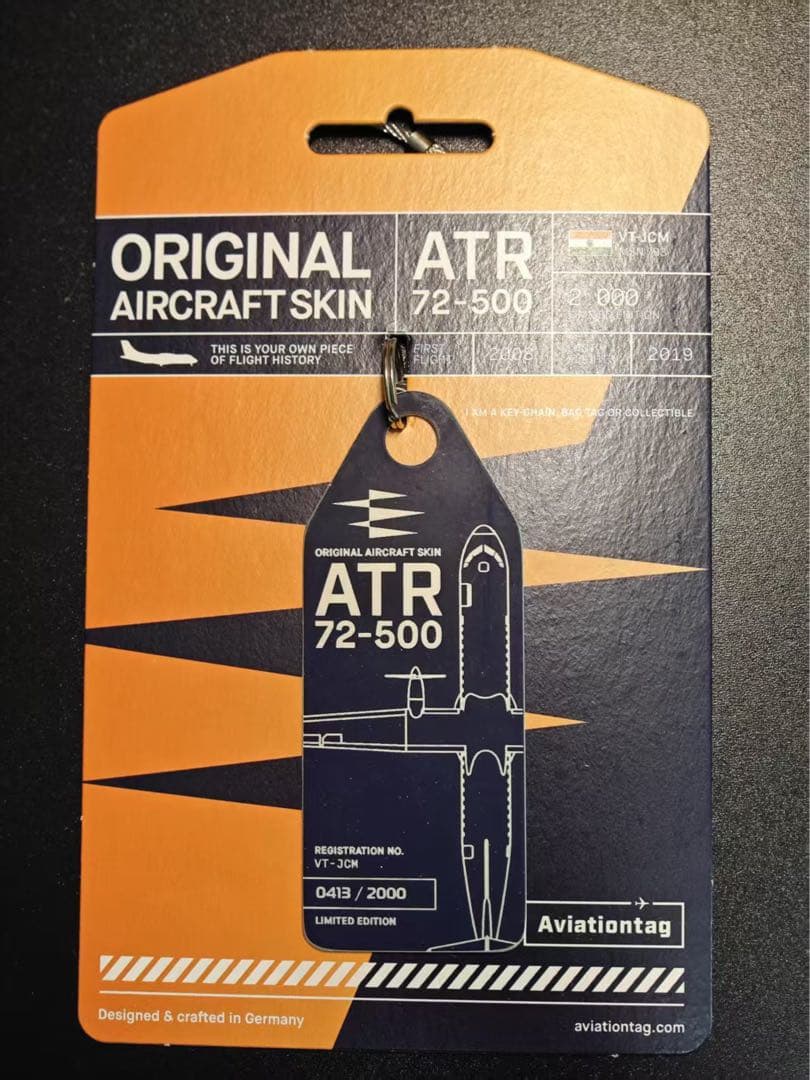 ORIGINAL
AIRCRAFT SKIN
ATR
72-500
VT-JCM
2 000
THIS IS YOUR OWN PIECE
OF FLIGHT HISTORY
FIRST
FLIGHT
2008
2019
I AM A KEY-CHAIN, BAG TAG OR COLLECTIBLE
ORIGINAL AIRCRAFT SKIN
ATR
72-500
REGISTRATION NO.
VT-JCM
0413 / 2000
LIMITED EDITION
Aviationtag
Designed & crafted in Germany
aviationtag.com